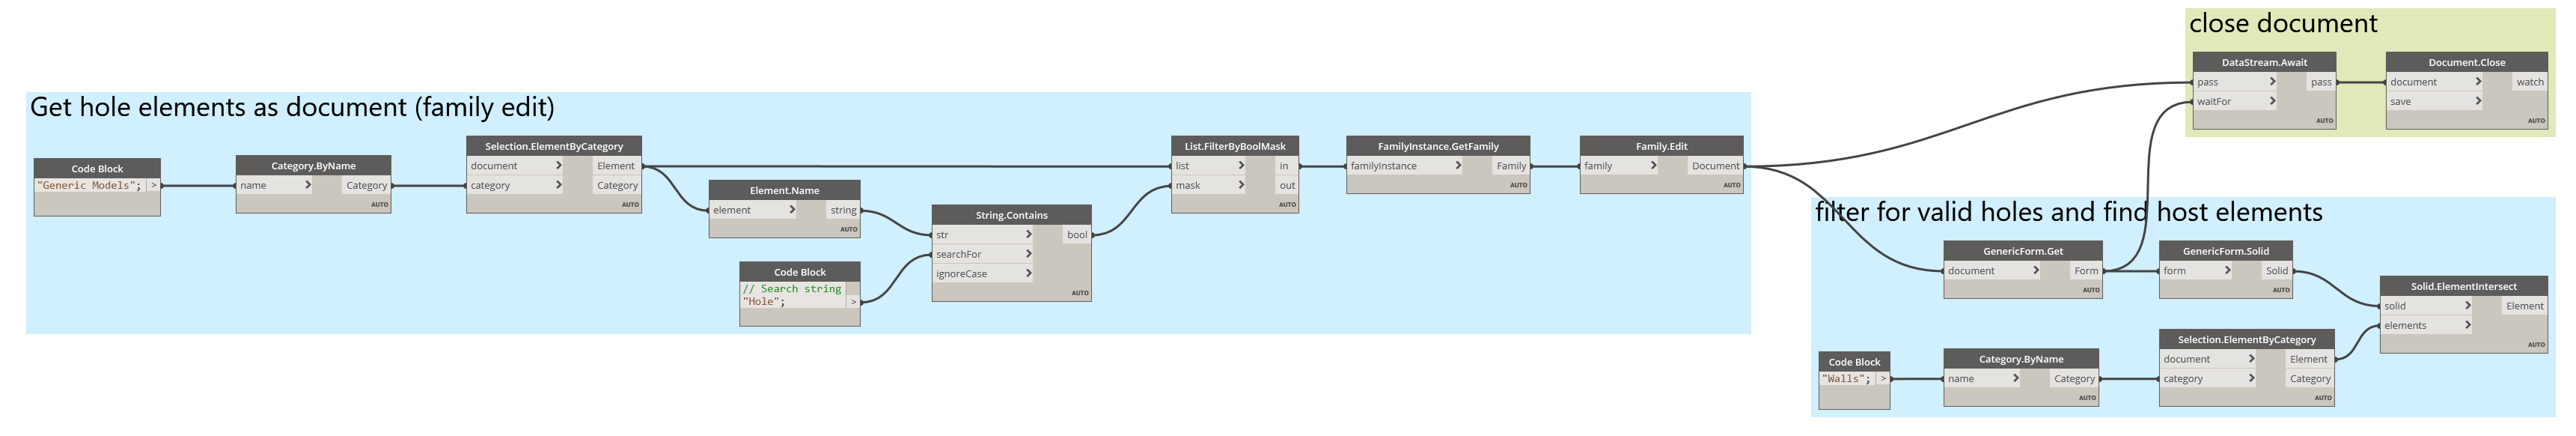 close document
DataStream.Await
pass > pass
waitFor >
AUTO
Document.Close
document > watch
save >
AUTO
Get hole elements as document (family edit)
Code Block
"Generic Models"; >
Category.ByName
name > Category
AUTO
Selection.ElementByCategory
document > Element
category > Category
AUTO
Element.Name
element > string
AUTO
Code Block
// Search string
"Hole"; >
String.Contains
str > bool
searchFor >
ignoreCase >
AUTO
List.FilterByBoolMask
list > in
mask > out
AUTO
FamilyInstance.GetFamily
familyInstance > Family
AUTO
Family.Edit
family > Document
AUTO
filter for valid holes and find host elements
GenericForm.Get
document > Form
AUTO
GenericForm.Solid
form > Solid
AUTO
Code Block
"Walls"; >
Category.ByName
name > Category
AUTO
Selection.ElementByCategory
document > Element
category > Category
AUTO
Solid.ElementIntersect
solid > Element
elements >
AUTO